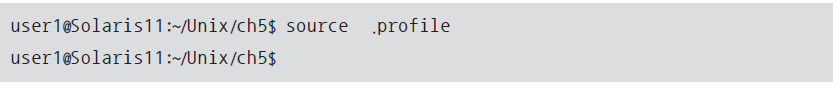 user1@Solaris11:~/Unix/ch5$ source  .profile
user1@Solaris11:~/Unix/ch5$